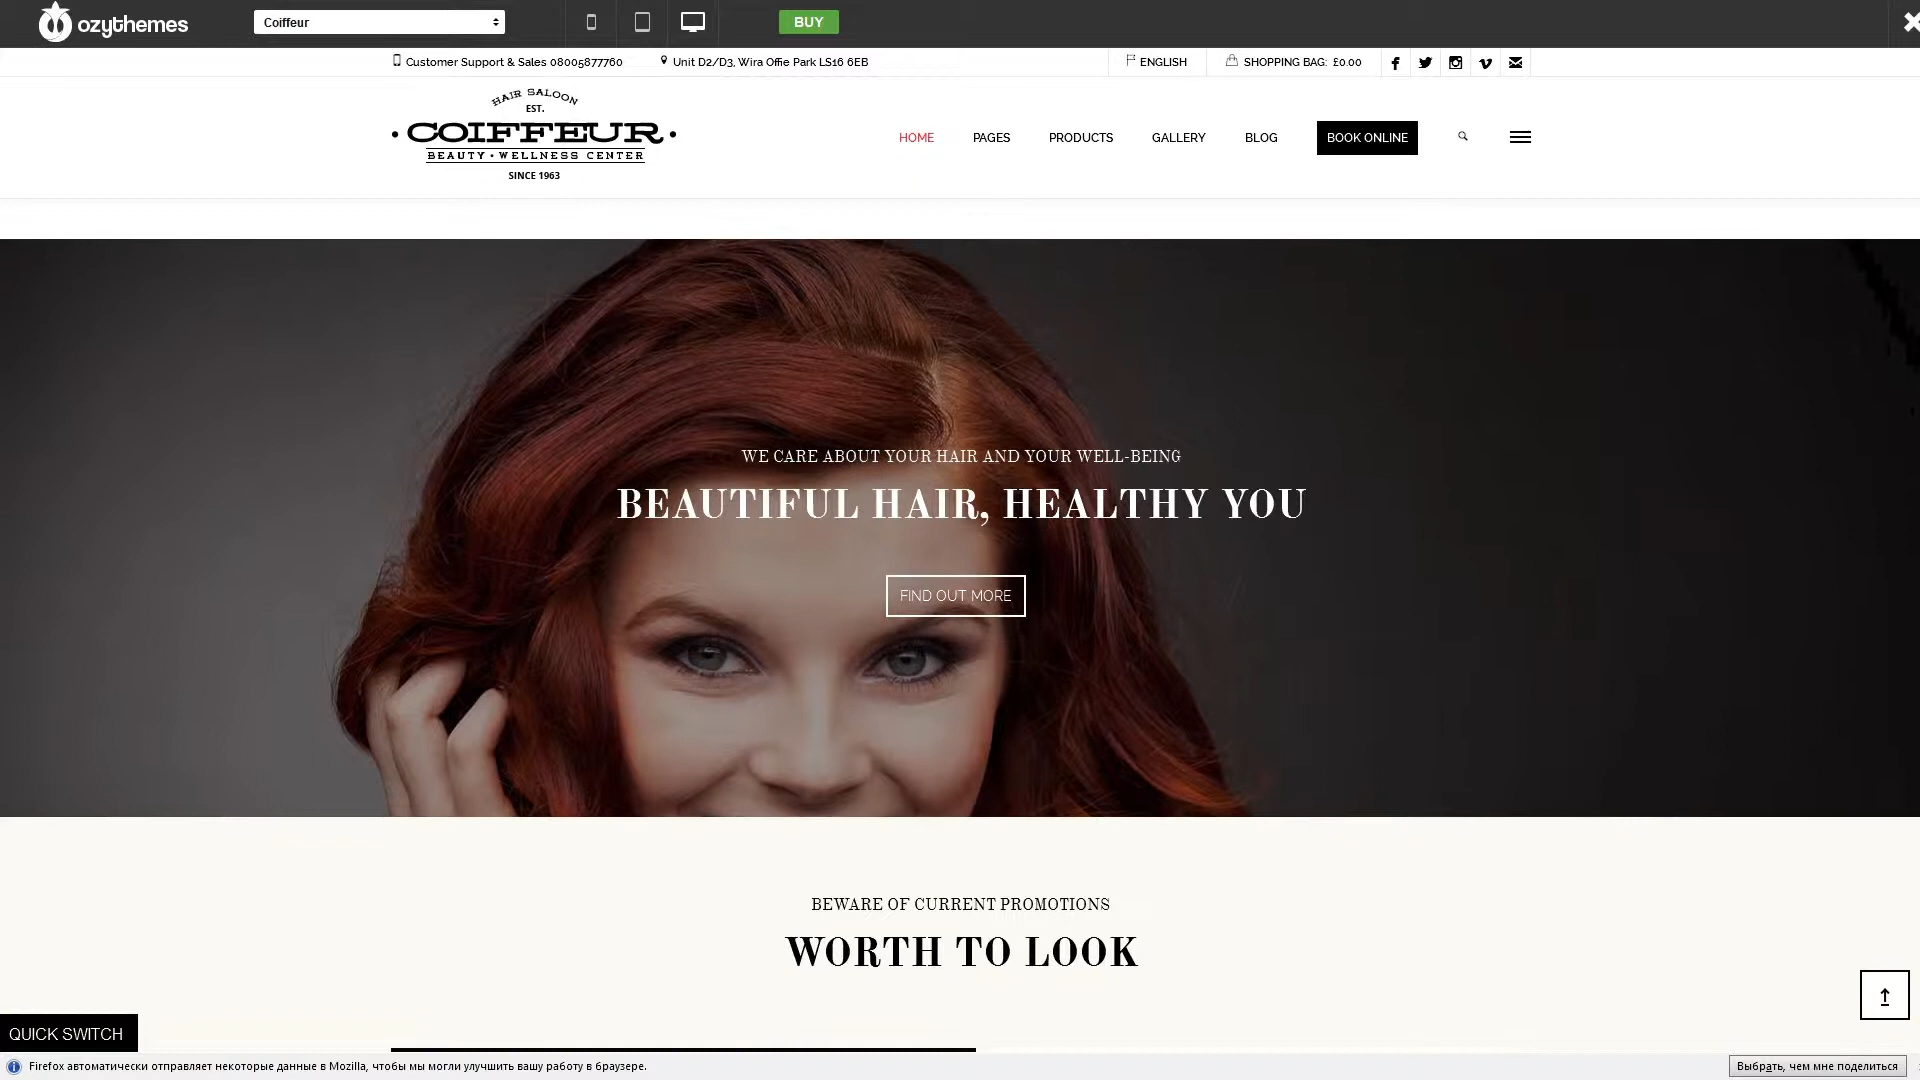 ozythemes
Coiffeur
BUY
Customer Support & Sales 08005877760
Unit D2/D3, Wira Offie Park LS16 6EB
ENGLISH
SHOPPING BAG: £0.00
HAIR SALOON
EST.
COIFFEUR
BEAUTY • WELLNESS CENTER
SINCE 1963
HOME
PAGES
PRODUCTS
GALLERY
BLOG
BOOK ONLINE
WE CARE ABOUT YOUR HAIR AND YOUR WELL-BEING
BEAUTIFUL HAIR, HEALTHY YOU
FIND OUT MORE
BEWARE OF CURRENT PROMOTIONS
WORTH TO LOOK
QUICK SWITCH
Firefox автоматически отправляет некоторые данные в Mozilla, чтобы мы могли улучшить вашу работу в браузере.
Выбрать, чем мне поделиться